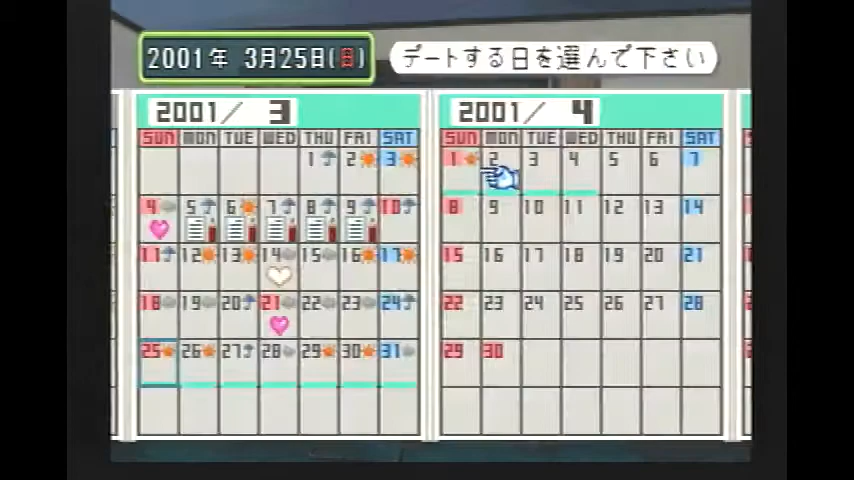 2001年 3月25日(日)
デートする日を選んで下さい
2001/ 3
SUN MON TUE WED THU FRI SAT
1 2 3
4 5 6 7 8 9 10
11 12 13 14 15 16 17
18 19 20 21 22 23 24
25 26 27 28 29 30 31
2001/ 4
SUN MON TUE WED THU FRI SAT
1 2 3 4 5 6 7
8 9 10 11 12 13 14
15 16 17 18 19 20 21
22 23 24 25 26 27 28
29 30